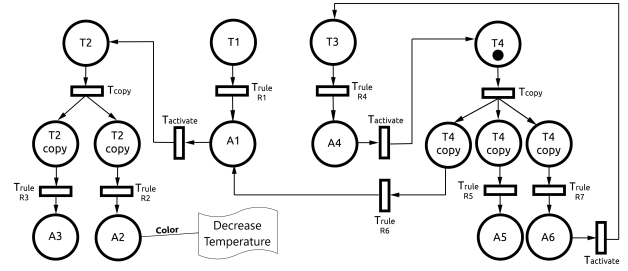 T2
T1
T3
T4
Tcopy
Trule
R1
Trule
R4
Tcopy
Tactivate
Tactivate
T2
copy
T2
copy
A1
A4
T4
copy
T4
copy
T4
copy
Trule
R3
Trule
R2
Trule
R6
Trule
R5
Trule
R7
A3
A2
Color
Decrease
Temperature
A5
A6
Tactivate